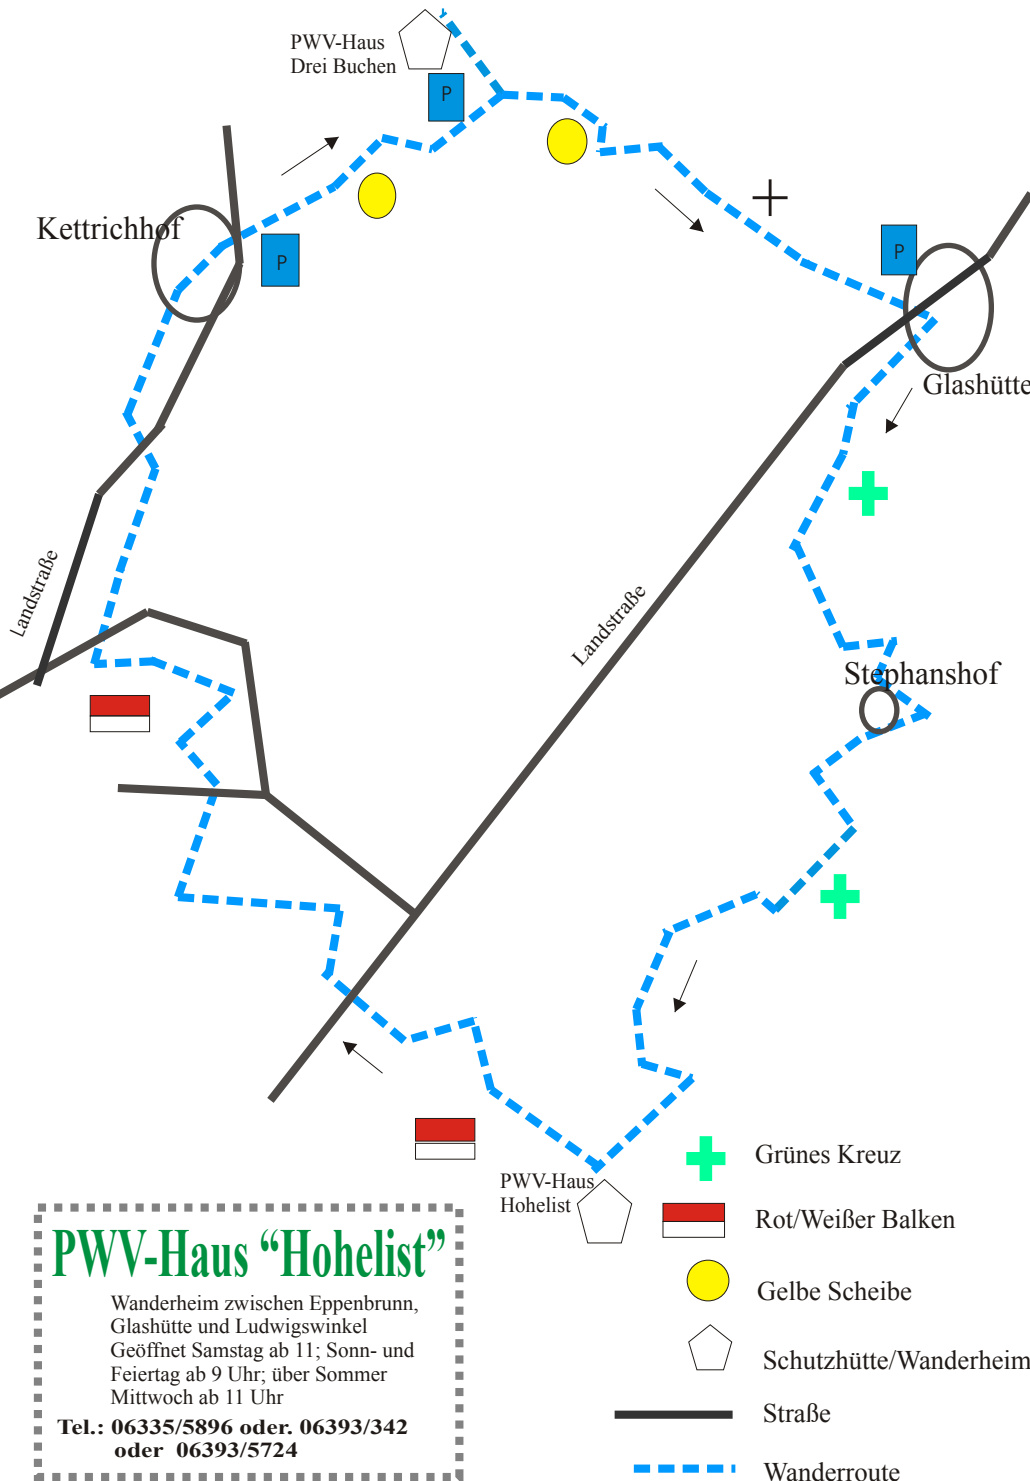 PWV-Haus
Drei Buchen
P
Kettrichhof
P
P
Glashütte
Landstraße
Landstraße
Stephanshof
PWV-Haus
Hohelist
Grünes Kreuz
Rot/Weißer Balken
Gelbe Scheibe
Schutzhütte/Wanderheim
Straße
Wanderroute
PWV-Haus “Hohelist”
Wanderheim zwischen Eppenbrunn,
Glashütte und Ludwigswinkel
Geöffnet Samstag ab 11; Sonn- und
Feiertag ab 9 Uhr; über Sommer
Mittwoch ab 11 Uhr
Tel.: 06335/5896 oder. 06393/342
oder 06393/5724